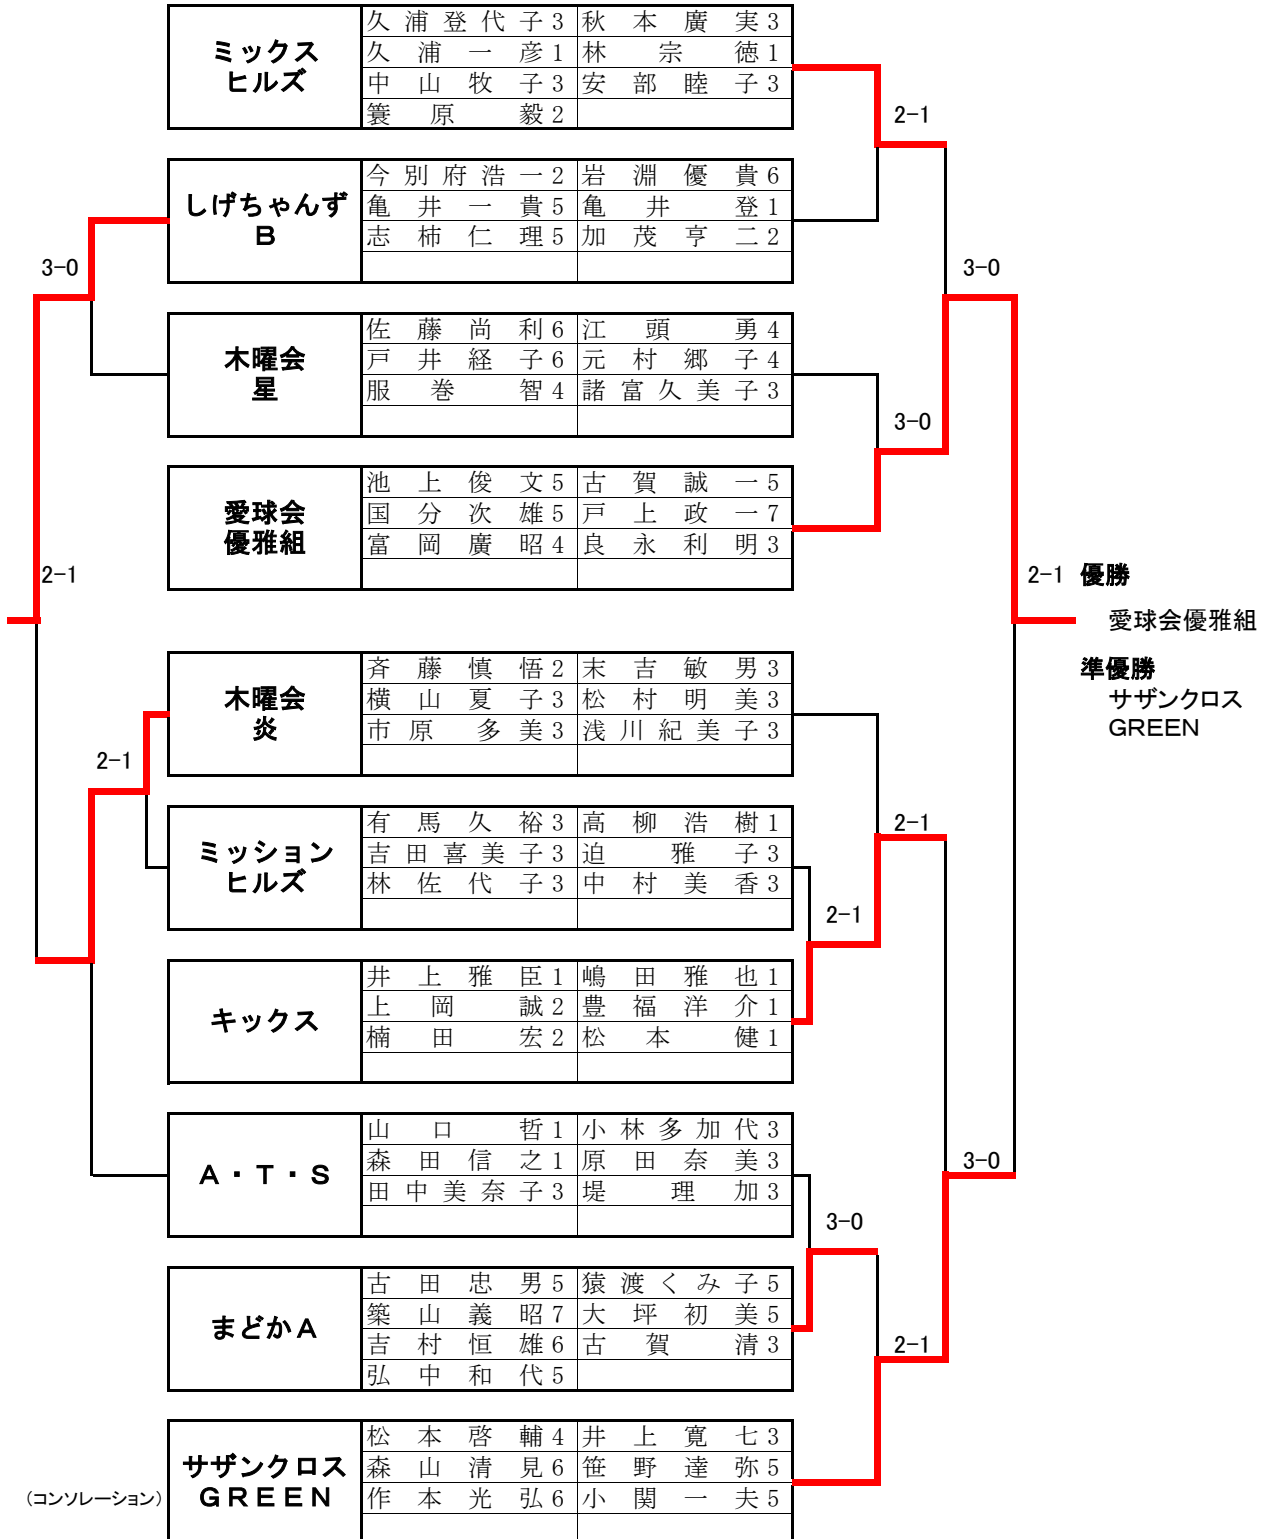 ミックス
ヒルズ
久浦登代子3 秋本廣実3
久浦一彦1 林宗徳1
中山牧子3 安部睦子3
簑原毅2
2-1
しげちゃんず
B
今別府浩一2 岩淵優貴6
亀井一貴5 亀井登1
志柿仁理5 加茂亨二2
3-0
3-0
木曜会
星
佐藤尚利6 江頭勇4
戸井経子6 元村郷子4
服巻智4 諸富久美子3
3-0
愛球会
優雅組
池上俊文5 古賀誠一5
国分次雄5 戸上政一7
富岡廣昭4 良永利明3
2-1
2-1 優勝
愛球会優雅組
準優勝
サザンクロス
GREEN
木曜会
炎
斉藤慎悟2 末吉敏男3
横山夏子3 松村明美3
市原多美3 浅川紀美子3
2-1
ミッション
ヒルズ
有馬久裕3 高柳浩樹1
吉田喜美子3 迫雅子3
林佐代子3 中村美香3
2-1
2-1
キックス
井上雅臣1 嶋田雅也1
上岡誠2 豊福洋介1
楠田宏2 松本健1
A・T・S
山口哲1 小林多加代3
森田信之1 原田奈美3
田中美奈子3 堤理加3
3-0
3-0
まどかA
古田忠男5 猿渡くみ子5
築山義昭7 大坪初美5
吉村恒雄6 古賀清3
弘中和代5
2-1
サザンクロス
GREEN
松本啓輔4 井上寛七3
森山清見6 笹野達弥5
作本光弘6 小関一夫5
(コンソレーション)